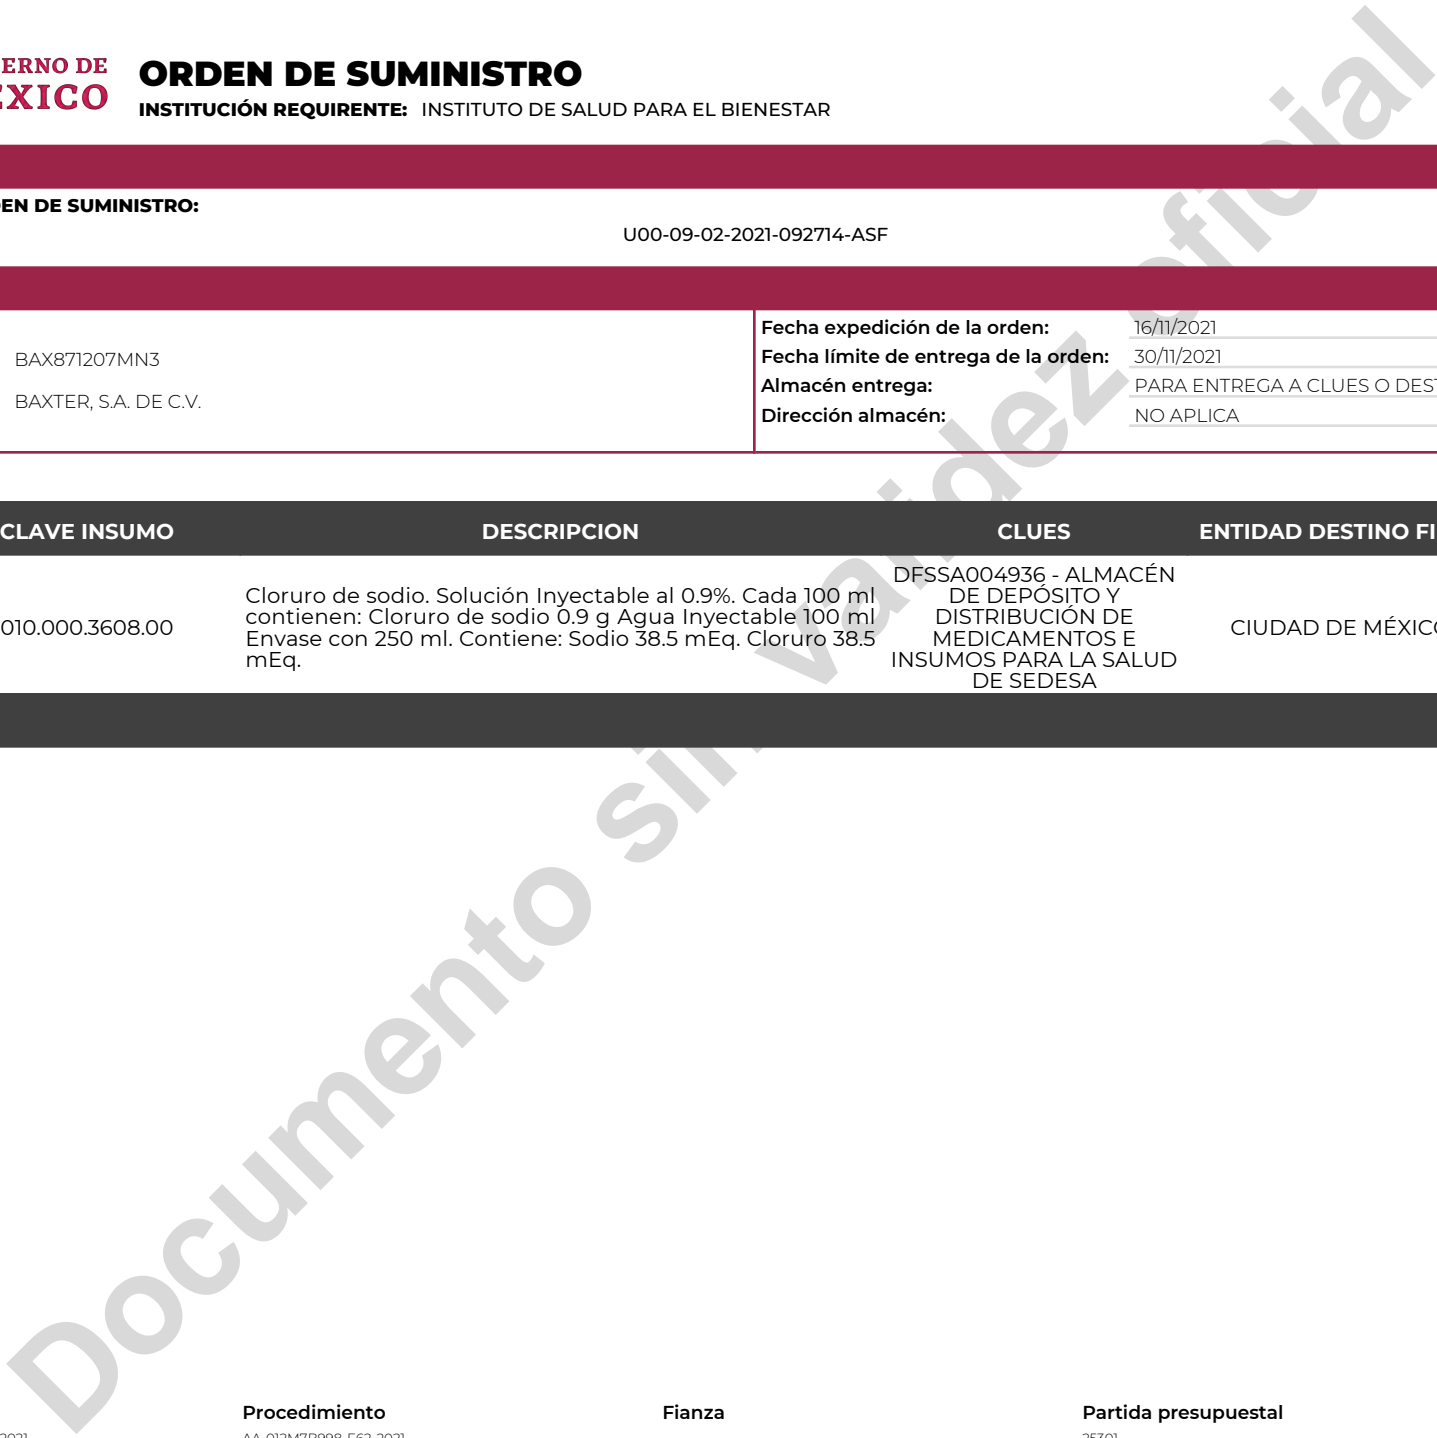 ERNO DE
EXICO
ORDEN DE SUMINISTRO
INSTITUCIÓN REQUIRENTE: INSTITUTO DE SALUD PARA EL BIENESTAR
EN DE SUMINISTRO:
U00-09-02-2021-092714-ASF
BAX871207MN3
BAXTER, S.A. DE C.V.
Fecha expedición de la orden: 16/11/2021
Fecha límite de entrega de la orden: 30/11/2021
Almacén entrega: PARA ENTREGA A CLUES O DEST
Dirección almacén: NO APLICA
CLAVE INSUMO DESCRIPCION CLUES ENTIDAD DESTINO FI
010.000.3608.00
Cloruro de sodio. Solución Inyectable al 0.9%. Cada 100 ml
contienen: Cloruro de sodio 0.9 g Agua Inyectable 100 ml
Envase con 250 ml. Contiene: Sodio 38.5 mEq. Cloruro 38.5
mEq.
DFSSA004936 - ALMACÉN
DE DEPÓSITO Y
DISTRIBUCIÓN DE
MEDICAMENTOS E
INSUMOS PARA LA SALUD
DE SEDESA
CIUDAD DE MÉXICO
Documento sin validez oficial
Procedimiento Fianza Partida presupuestal